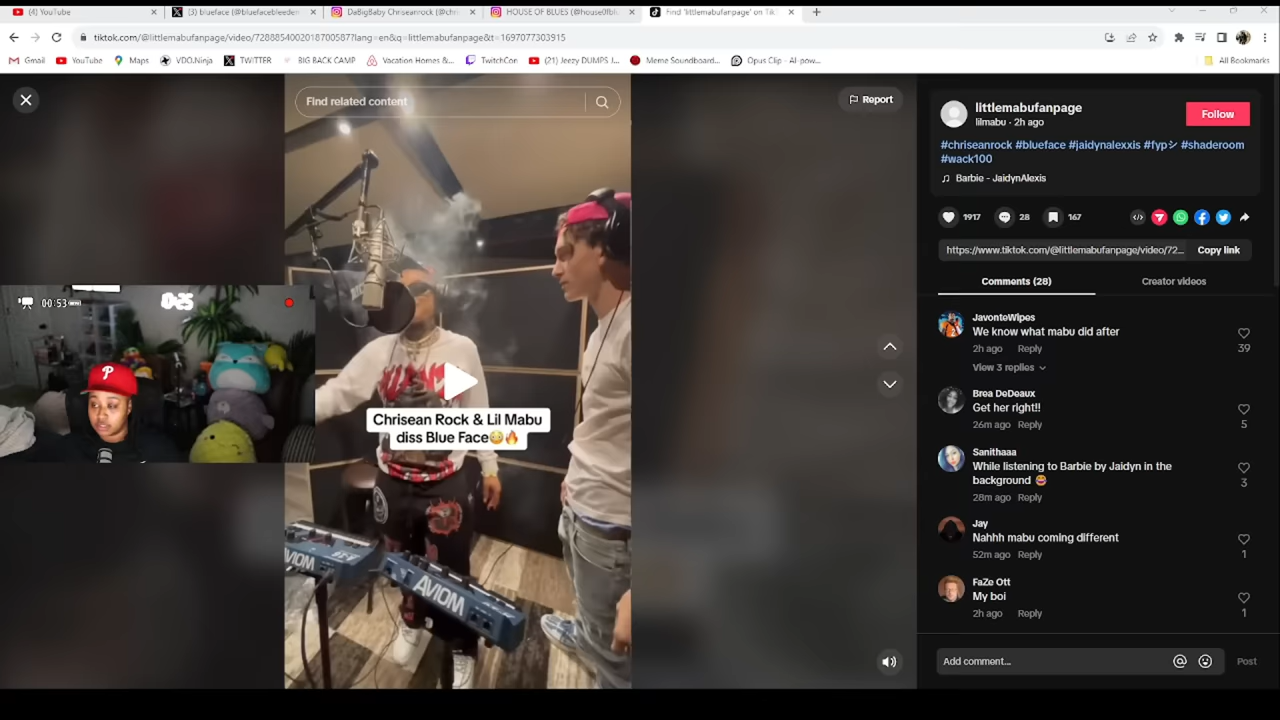 (4) YouTube
(3) blueface (@bluefacebleedem
DaBigBaby Chriseanrock (@chri
HOUSE OF BLUES (@house9fblu
Find 'littlemabufanpage' on Tik
tiktok.com/@littlemabufanpage/video/7288854002018700587?lang=en&q=littlemabufanpage&t=1697077303915
Gmail
YouTube
Maps
VDO.Ninja
TWITTER
BIG BACK CAMP
Vacation Homes &...
TwitchCon
(21) Jeezy DUMPS J...
Meme Soundboard...
Opus Clip - AI-pow...
All Bookmarks
Find related content
Report
00:53
P
Chrisean Rock & Lil Mabu
diss Blue Face😳🔥
AVIOM
littlemabufanpage
lilmabu · 2h ago
Follow
#chriseanrock #blueface #jaidynalexxis #fypシ #shaderoom
#wack100
Barbie - JaidynAlexis
1917
28
167
https://www.tiktok.com/@littlemabufanpage/video/72...
Copy link
Comments (28)
Creator videos
JavonteWipes
We know what mabu did after
39
2h ago Reply
View 3 replies
Brea DeDeaux
Get her right!!
5
26m ago Reply
Sanithaaa
While listening to Barbie by Jaidyn in the
background 😂
3
28m ago Reply
Jay
Nahhh mabu coming different
1
52m ago Reply
FaZe Ott
My boi
1
2h ago Reply
Add comment...
Post